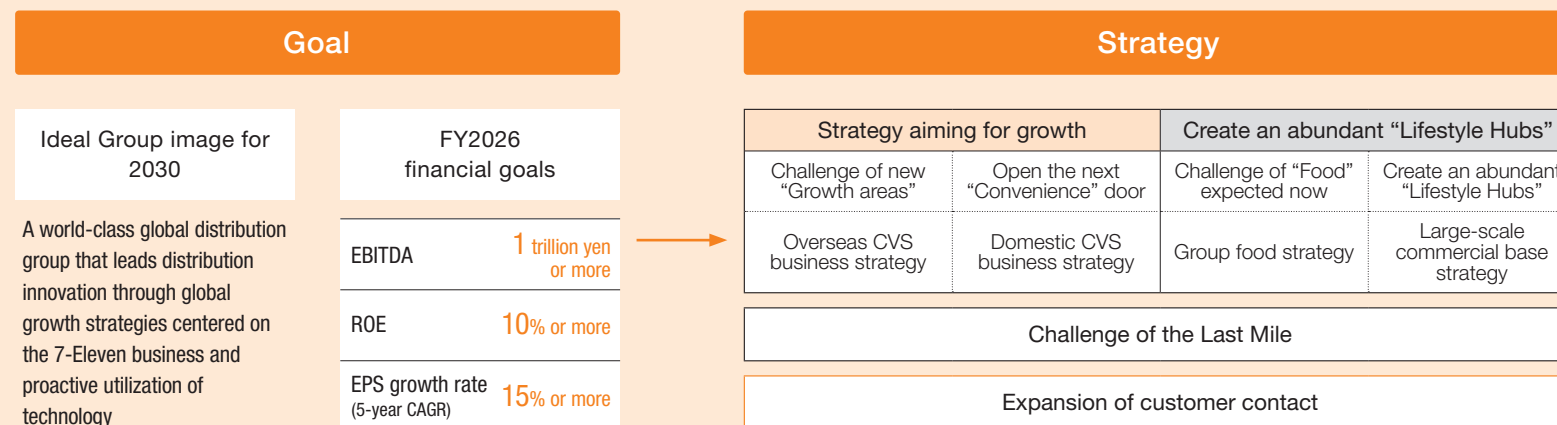 Goal
Ideal Group image for
2030
A world-class global distribution
group that leads distribution
innovation through global
growth strategies centered on
the 7-Eleven business and
proactive utilization of
technology
FY2026
financial goals
EBITDA
1 trillion yen
or more
ROE
10% or more
EPS growth rate
(5-year CAGR)
15% or more
Strategy
Strategy aiming for growth
Create an abundant “Lifestyle Hubs”
Challenge of new
“Growth areas”
Open the next
“Convenience” door
Challenge of “Food”
expected now
Create an abundant
“Lifestyle Hubs”
Overseas CVS
business strategy
Domestic CVS
business strategy
Group food strategy
Large-scale
commercial base
strategy
Challenge of the Last Mile
Expansion of customer contact